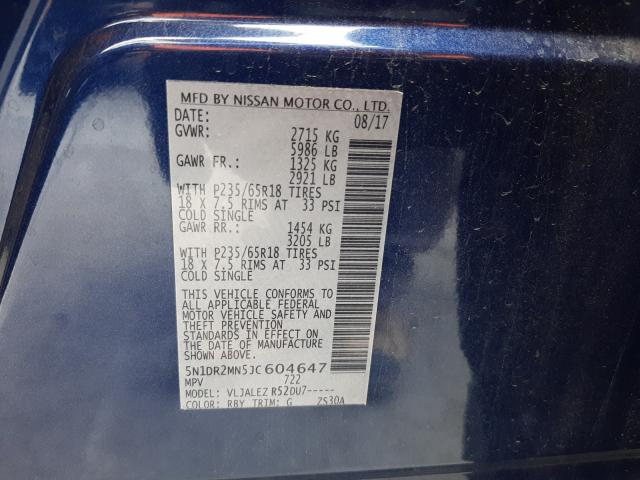 MFD BY NISSAN MOTOR CO., LTD.
DATE: 08/17
GVWR: 2715 KG
5986 LB
GAWR FR.: 1325 KG
2921 LB
WITH P235/65R18 TIRES
18 X 7.5 RIMS AT 33 PSI
COLD SINGLE
GAWR RR.: 1454 KG
3205 LB
WITH P235/65R18 TIRES
18 X 7.5 RIMS AT 33 PSI
COLD SINGLE
THIS VEHICLE CONFORMS TO
ALL APPLICABLE FEDERAL
MOTOR VEHICLE SAFETY AND
THEFT PREVENTION
STANDARDS IN EFFECT ON
THE DATE OF MANUFACTURE
SHOWN ABOVE.
5N1DR2MN5JC604647
MPV 722
MODEL: VLJALEZ R52DU7-----
COLOR: RBY TRIM: G ZS30A